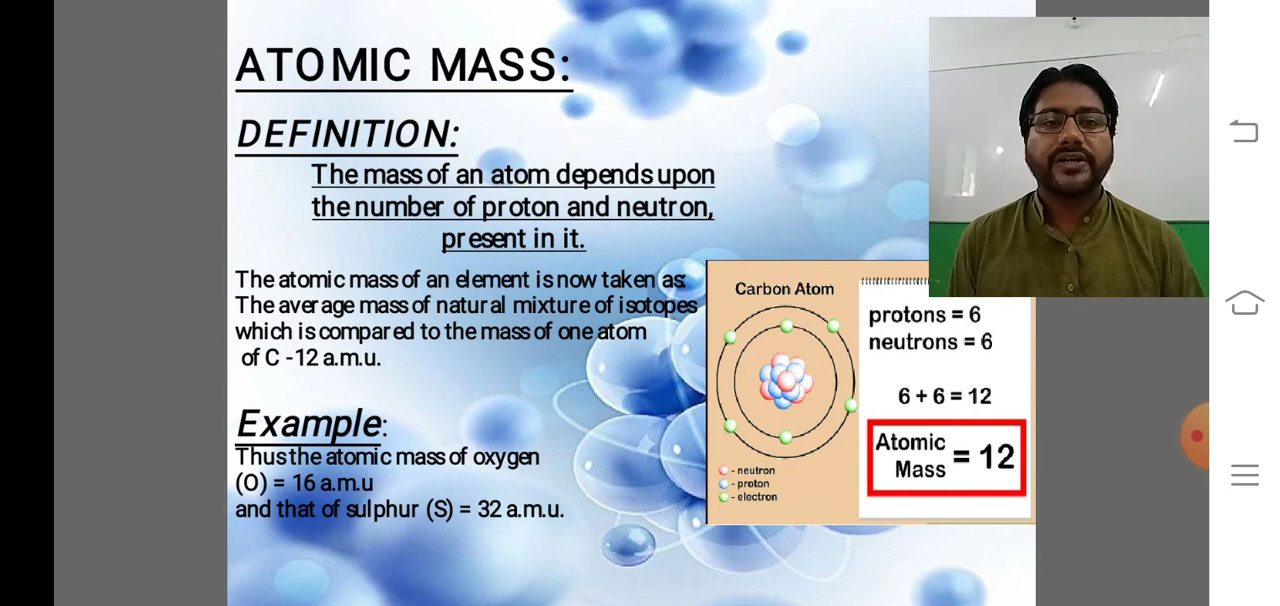 ATOMIC MASS:
DEFINITION:
The mass of an atom depends upon
the number of proton and neutron,
present in it.
The atomic mass of an element is now taken as:
The average mass of natural mixture of isotopes
which is compared to the mass of one atom
of C -12 a.m.u.
Example:
Thus the atomic mass of oxygen
(O) = 16 a.m.u
and that of sulphur (S) = 32 a.m.u.
Carbon Atom
- neutron
- proton
- electron
protons = 6
neutrons = 6
6 + 6 = 12
Atomic
Mass = 12